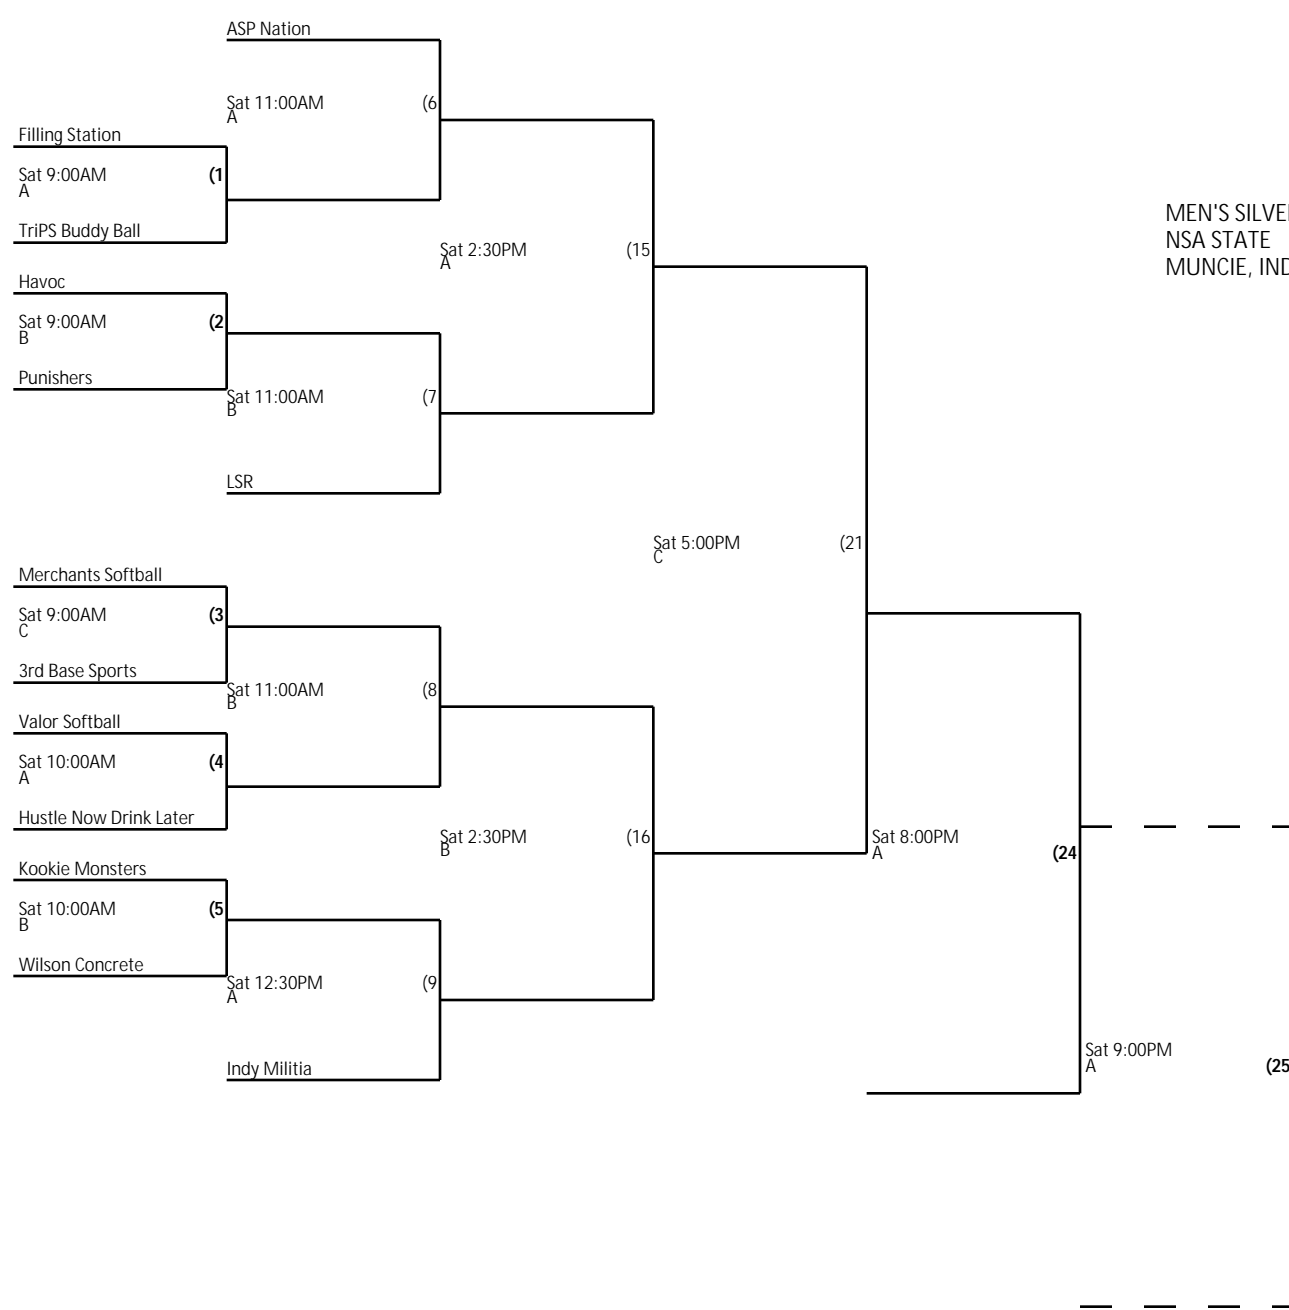 ASP Nation
Sat 11:00AM (6
A
Filling Station
Sat 9:00AM (1
A
TriPS Buddy Ball
Sat 2:30PM (15
A
Havoc
Sat 9:00AM (2
B
Punishers
Sat 11:00AM (7
B
LSR
MEN'S SILVE
NSA STATE
MUNCIE, IND
Sat 5:00PM (21
C
Merchants Softball
Sat 9:00AM (3
C
3rd Base Sports
Sat 11:00AM (8
B
Valor Softball
Sat 10:00AM (4
A
Hustle Now Drink Later
Sat 2:30PM (16
B
Sat 8:00PM
A (24
Kookie Monsters
Sat 10:00AM (5
B
Wilson Concrete
Sat 12:30PM (9
A
Indy Militia
Sat 9:00PM
A (25